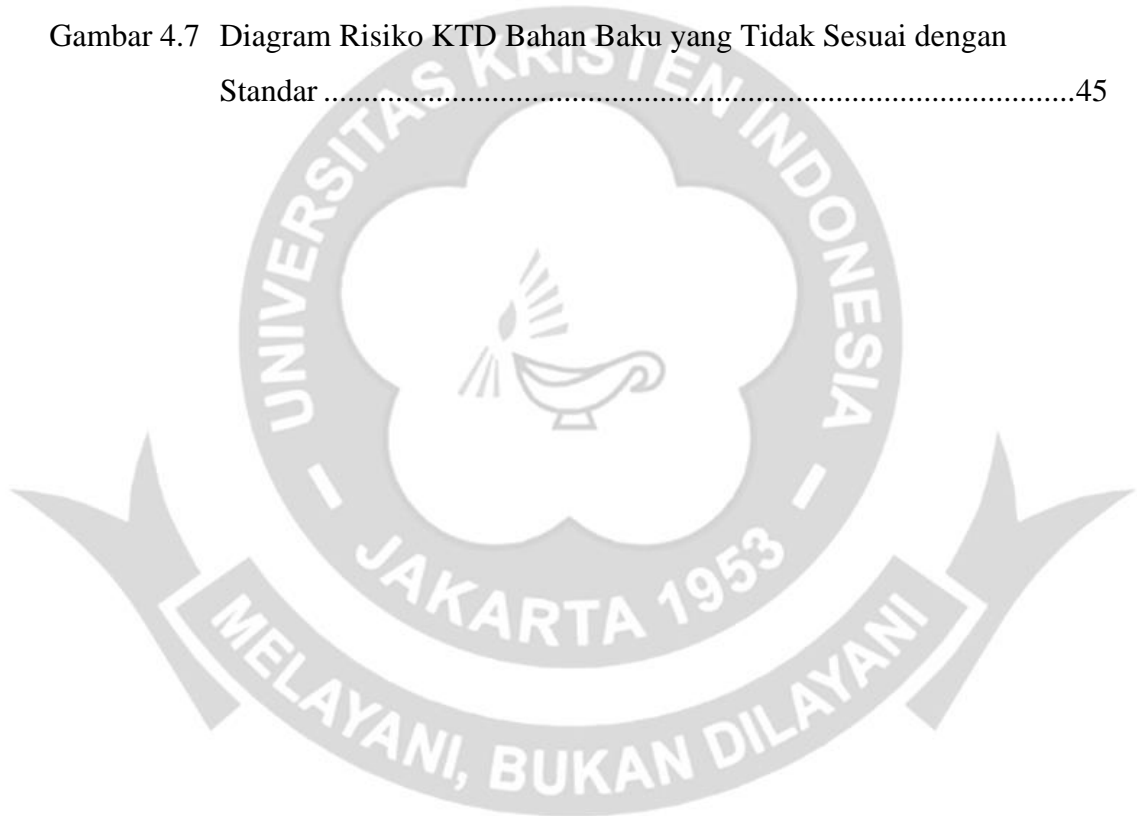 Gambar 4.7 Diagram Risiko KTD Bahan Baku yang Tidak Sesuai dengan
Standar ............................................................................................45
UNIVERSITAS KRISTEN INDONESIA
- JAKARTA 1953 -
MELAYANI, BUKAN DILAYANI